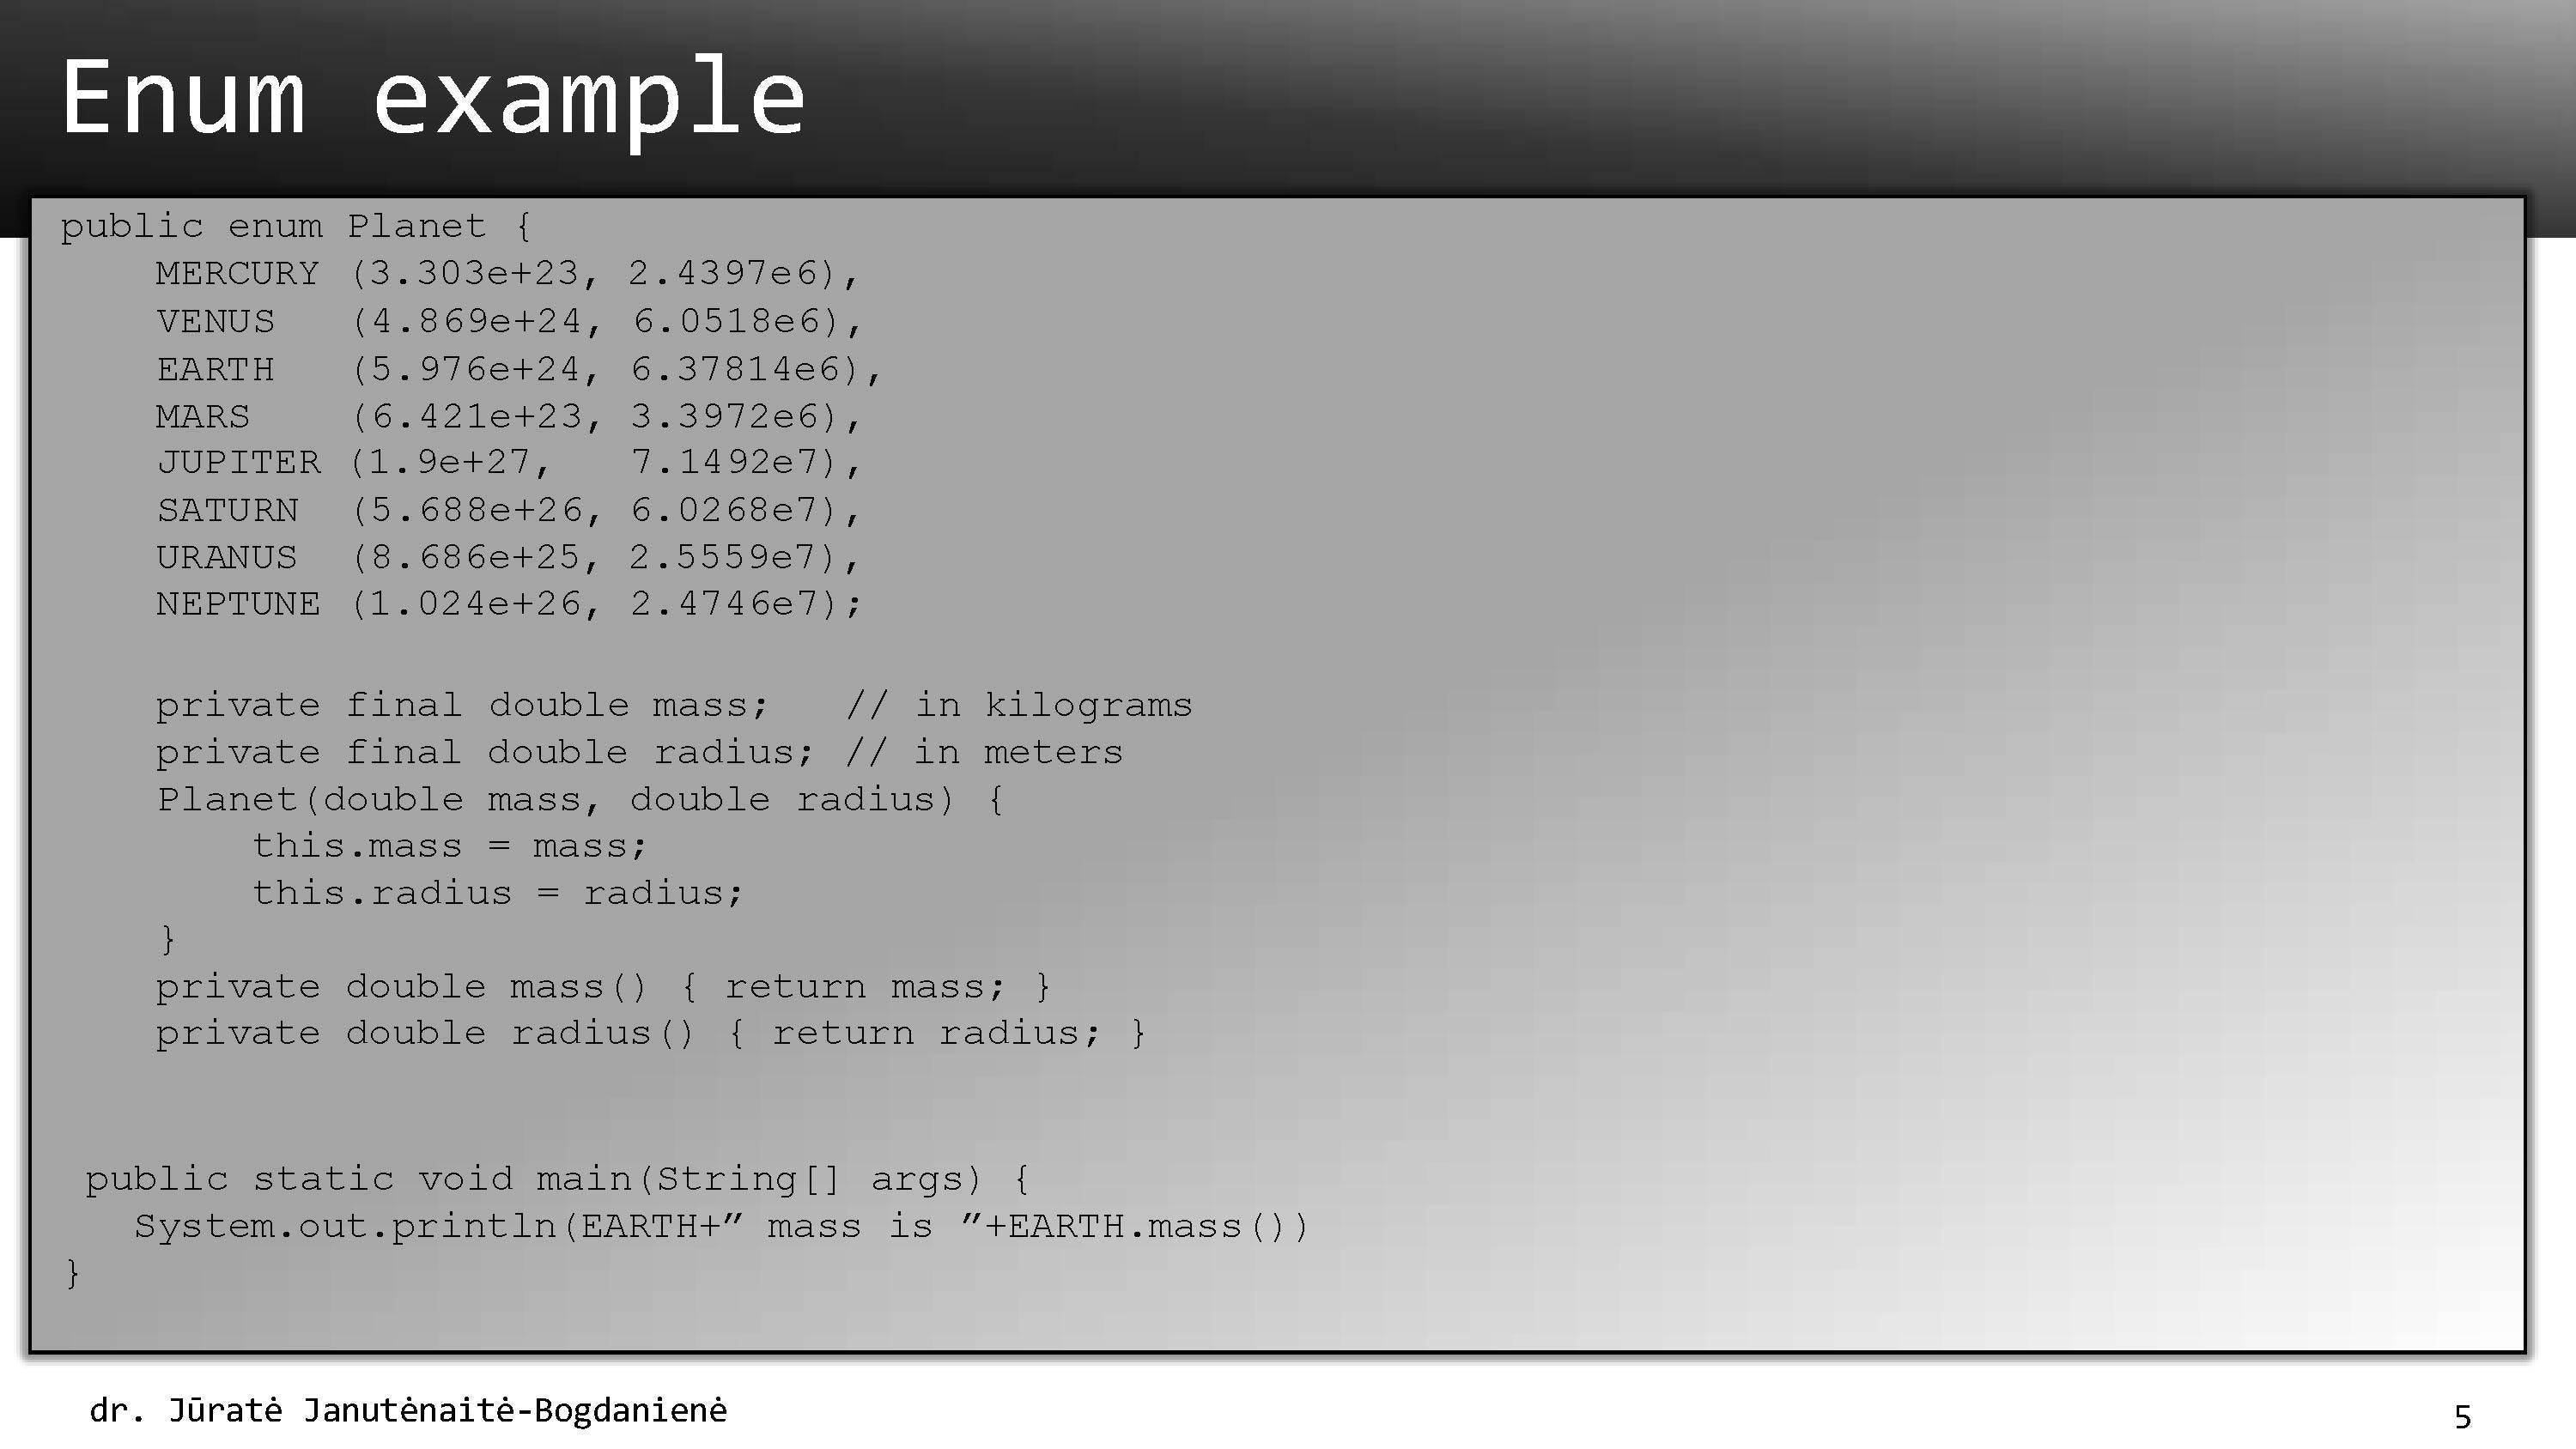 Enum example
public enum Planet {
MERCURY (3.303e+23, 2.4397e6),
VENUS (4.869e+24, 6.0518e6),
EARTH (5.976e+24, 6.37814e6),
MARS (6.421e+23, 3.3972e6),
JUPITER (1.9e+27, 7.1492e7),
SATURN (5.688e+26, 6.0268e7),
URANUS (8.686e+25, 2.5559e7),
NEPTUNE (1.024e+26, 2.4746e7);
private final double mass; // in kilograms
private final double radius; // in meters
Planet(double mass, double radius) {
this.mass = mass;
this.radius = radius;
}
private double mass() { return mass; }
private double radius() { return radius; }
public static void main(String[] args) {
System.out.println(EARTH+” mass is ”+EARTH.mass())
}
dr. Jūratė Janutėnaitė-Bogdanienė
5